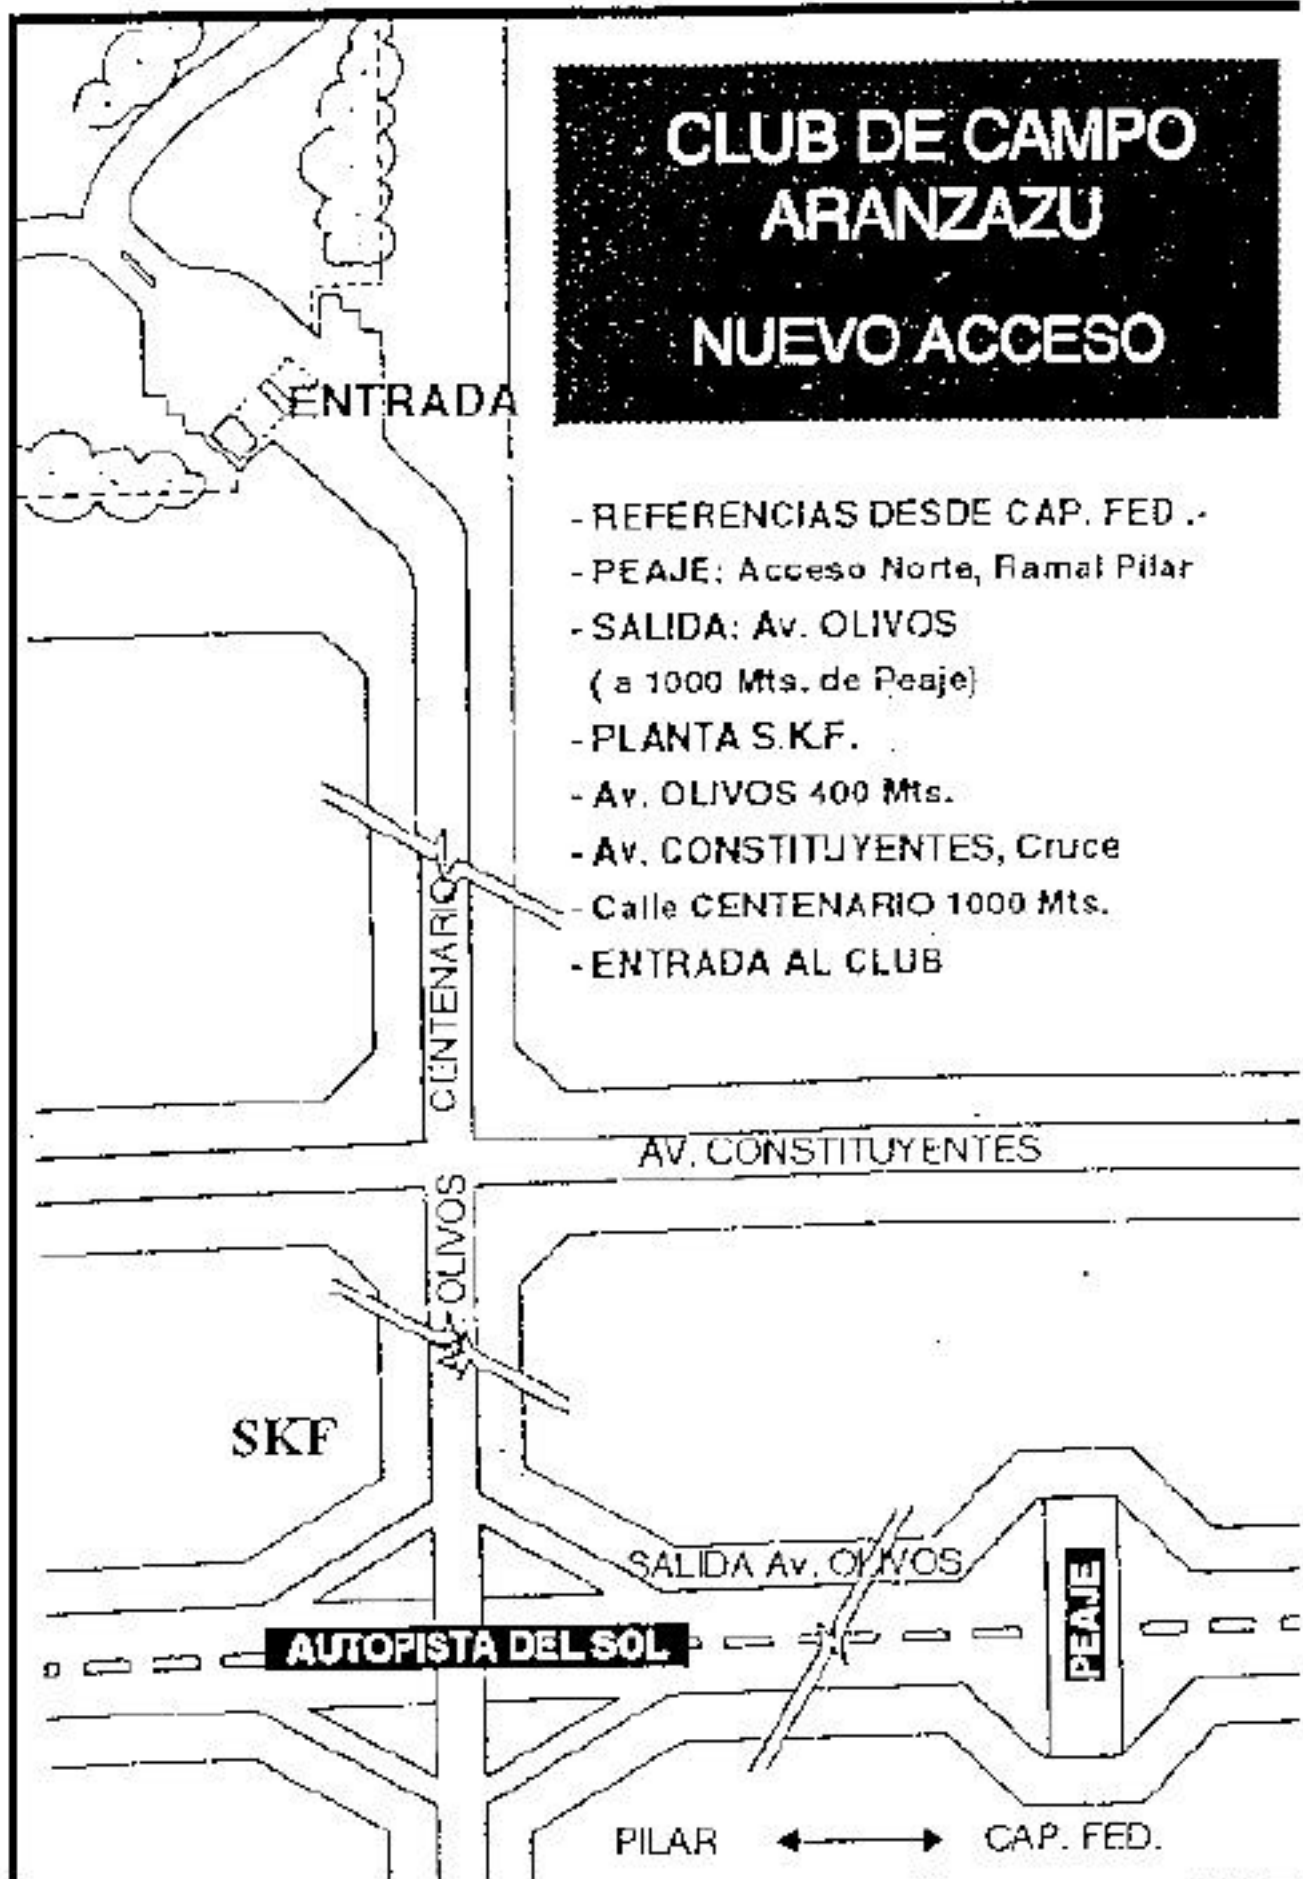 CLUB DE CAMPO
ARANZAZU
NUEVO ACCESO
ENTRADA
- REFERENCIAS DESDE CAP. FED .-
- PEAJE: Acceso Norte, Ramal Pilar
- SALIDA: Av. OLIVOS
( a 1000 Mts. de Peaje)
- PLANTA S.K.F.
- Av. OLIVOS 400 Mts.
- Av. CONSTITUYENTES, Cruce
- Calle CENTENARIO 1000 Mts.
- ENTRADA AL CLUB
CENTENARIO
AV. CONSTITUYENTES
Av. OLIVOS
SKF
SALIDA Av. OLIVOS
PEAJE
AUTOPISTA DEL SOL
PILAR
CAP. FED.